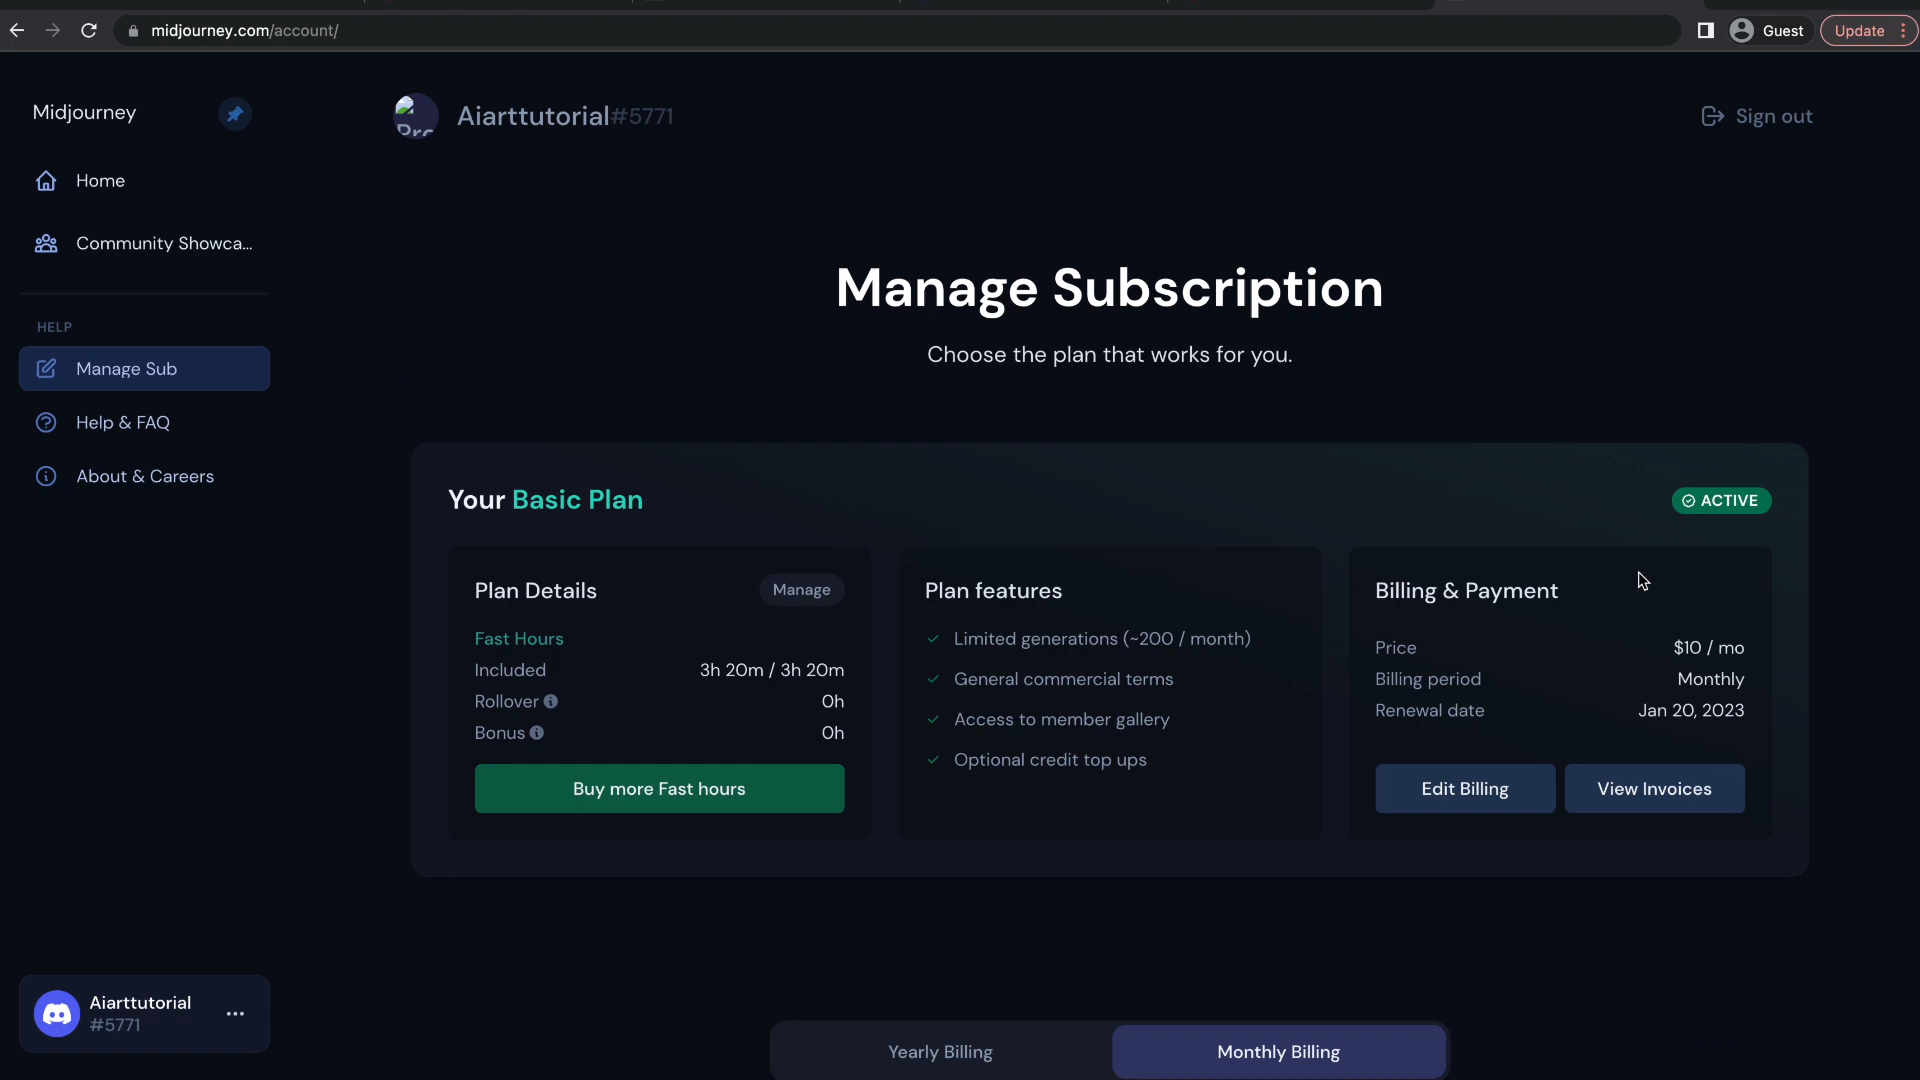 midjourney.com/account/
Guest
Update
Midjourney
Aiarttutorial#5771
Sign out
Home
Community Showca...
Manage Subscription
HELP
Choose the plan that works for you.
Manage Sub
Help & FAQ
About & Careers
Your Basic Plan
ACTIVE
Plan Details
Manage
Fast Hours
Included 3h 20m / 3h 20m
Rollover 0h
Bonus 0h
Buy more Fast hours
Plan features
Limited generations (~200 / month)
General commercial terms
Access to member gallery
Optional credit top ups
Billing & Payment
Price $10 / mo
Billing period Monthly
Renewal date Jan 20, 2023
Edit Billing
View Invoices
Aiarttutorial
#5771
Yearly Billing
Monthly Billing